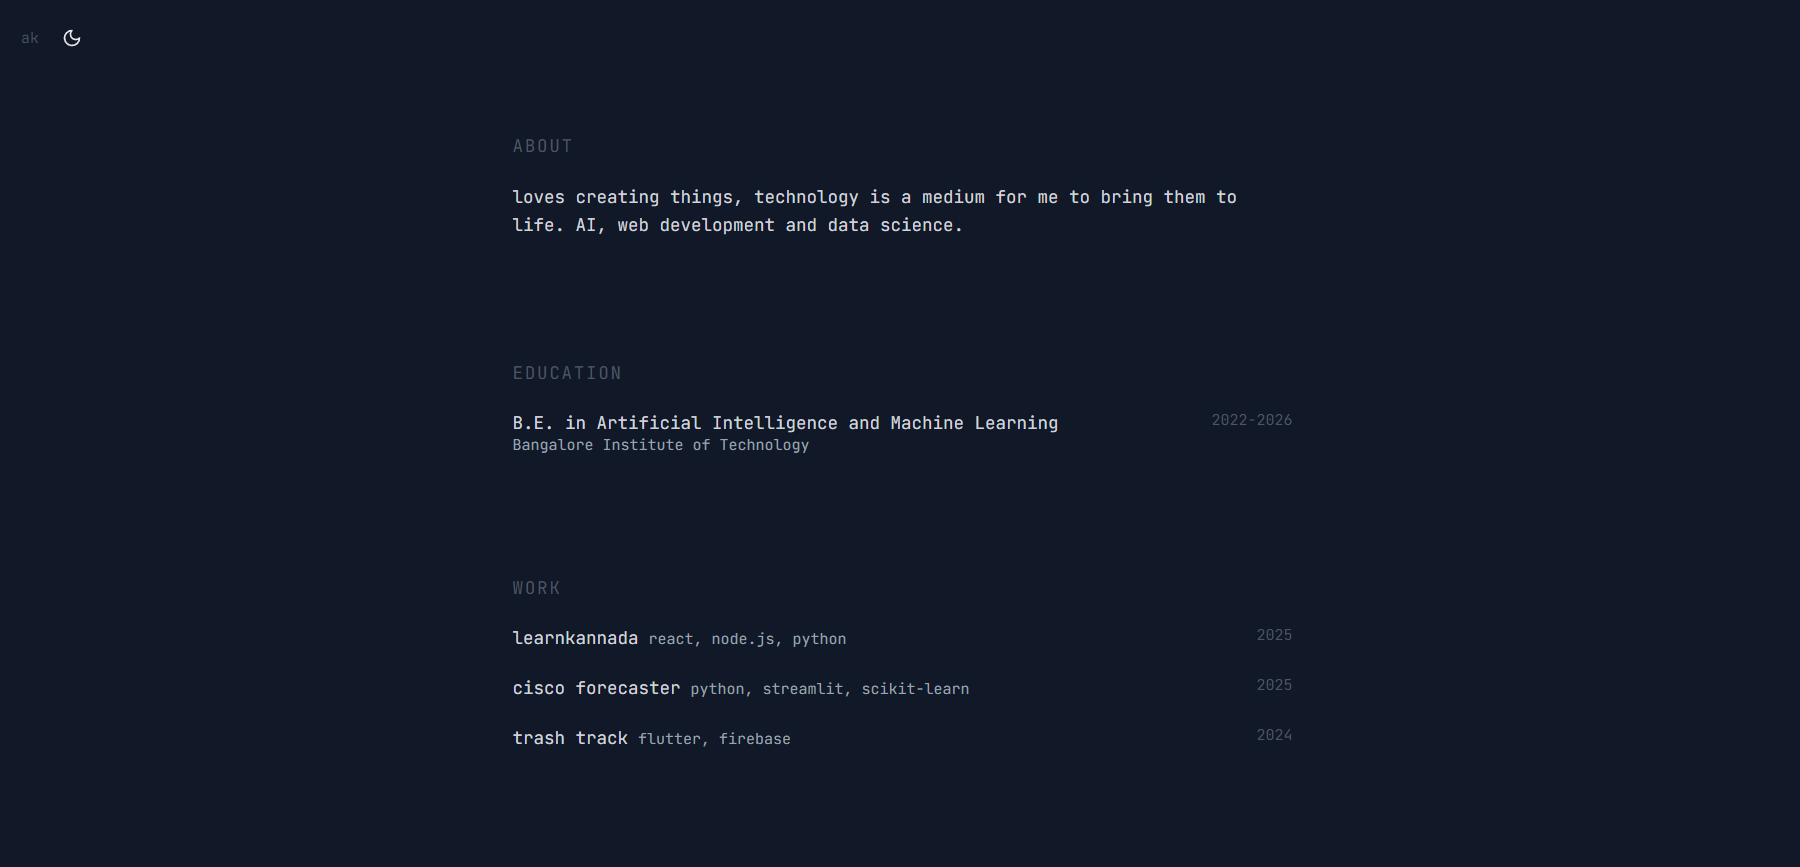 ak
ABOUT
loves creating things, technology is a medium for me to bring them to
life. AI, web development and data science.
EDUCATION
B.E. in Artificial Intelligence and Machine Learning 2022-2026
Bangalore Institute of Technology
WORK
learnkannada react, node.js, python 2025
cisco forecaster python, streamlit, scikit-learn 2025
trash track flutter, firebase 2024